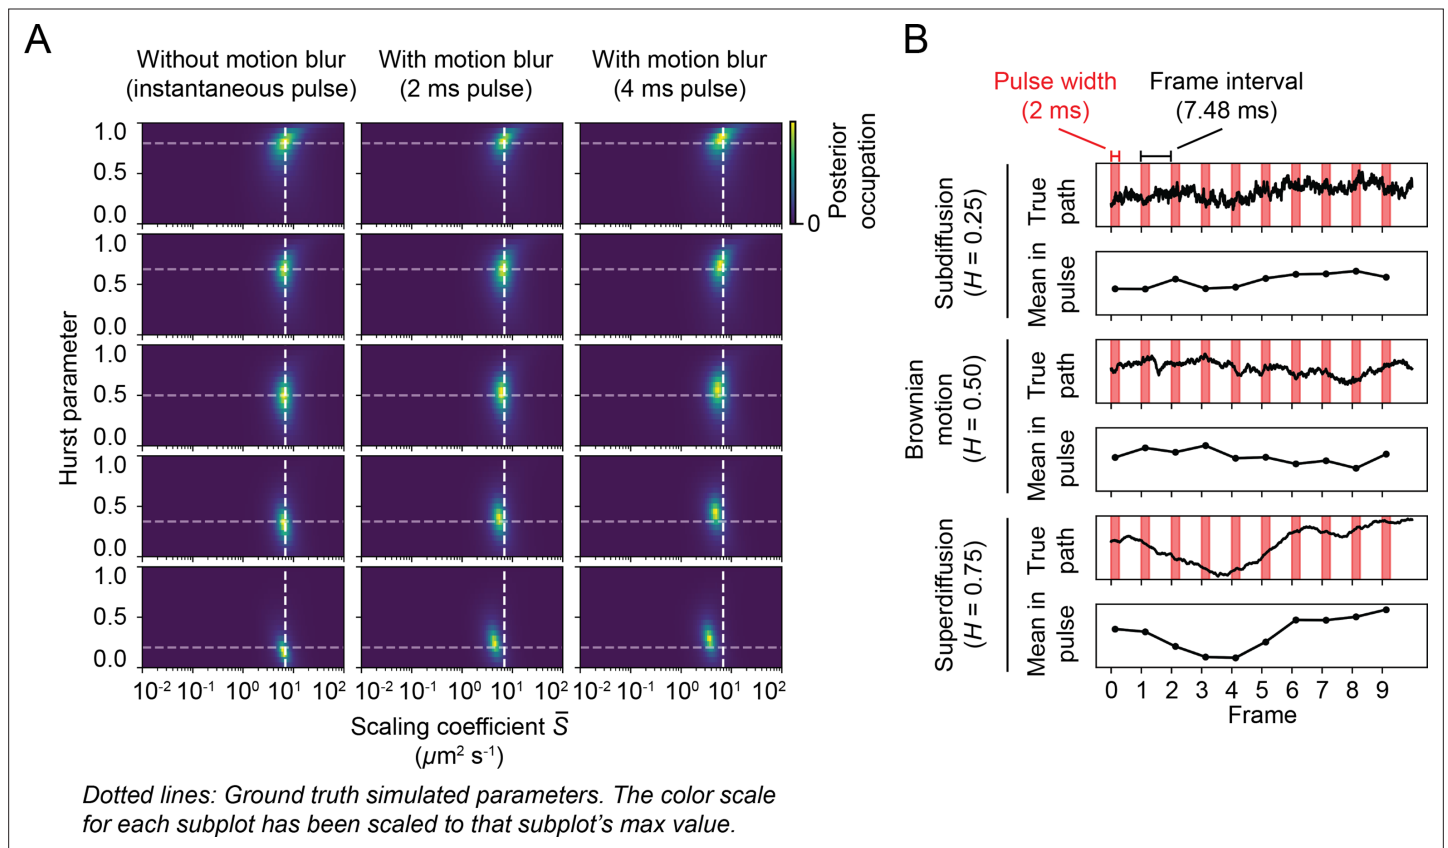 A
Without motion blur
(instantaneous pulse)
With motion blur
(2 ms pulse)
With motion blur
(4 ms pulse)
1.0
0.5
0.0
1.0
0.5
0.0
1.0
0.5
0.0
1.0
0.5
0.0
1.0
0.5
0.0
Hurst parameter
0
Posterior
occupation
10⁻² 10⁻¹ 10⁰ 10¹ 10²
10⁻² 10⁻¹ 10⁰ 10¹ 10²
10⁻² 10⁻¹ 10⁰ 10¹ 10²
Scaling coefficient S̅
(µm² s⁻¹)
Dotted lines: Ground truth simulated parameters. The color scale
for each subplot has been scaled to that subplot's max value.
B
Pulse width
(2 ms)
Frame interval
(7.48 ms)
Subdiffusion
(H = 0.25)
True
path
Mean in
pulse
Brownian
motion
(H = 0.50)
True
path
Mean in
pulse
Superdiffusion
(H = 0.75)
True
path
Mean in
pulse
0 1 2 3 4 5 6 7 8 9
Frame